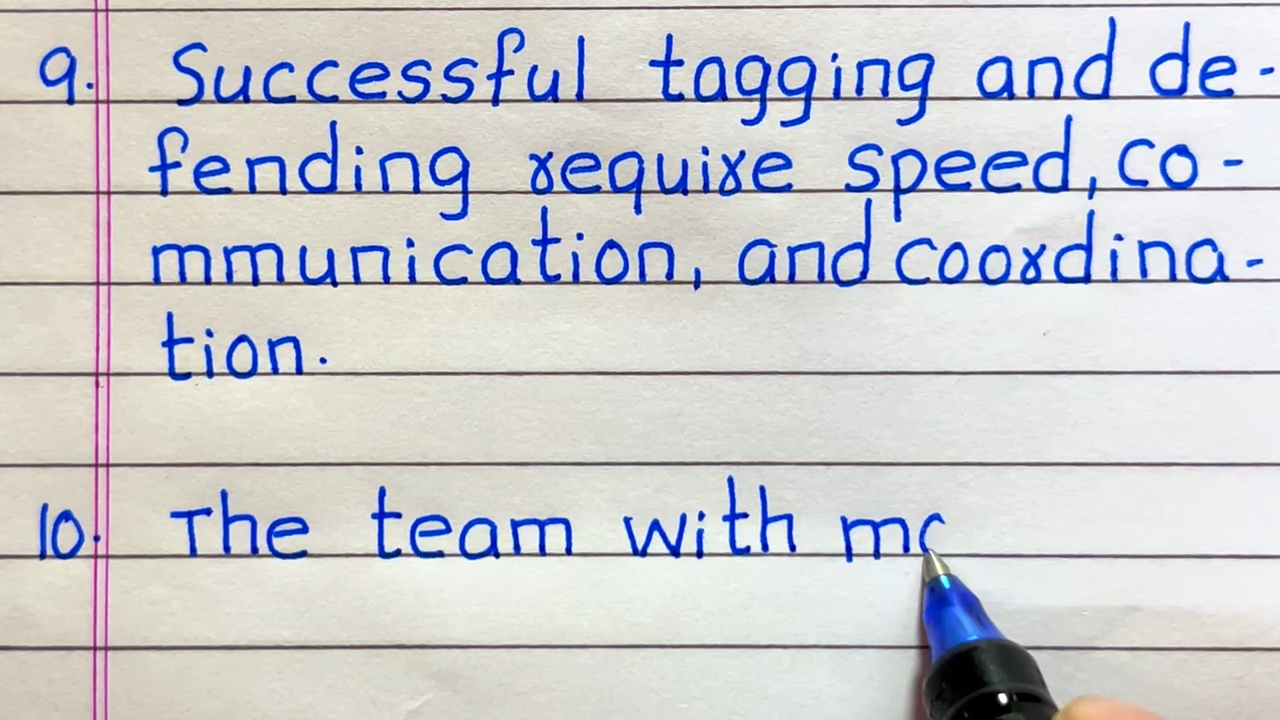 9. Successful tagging and de-
fending require speed, co-
mmunication, and coordina-
tion.
10. The team with